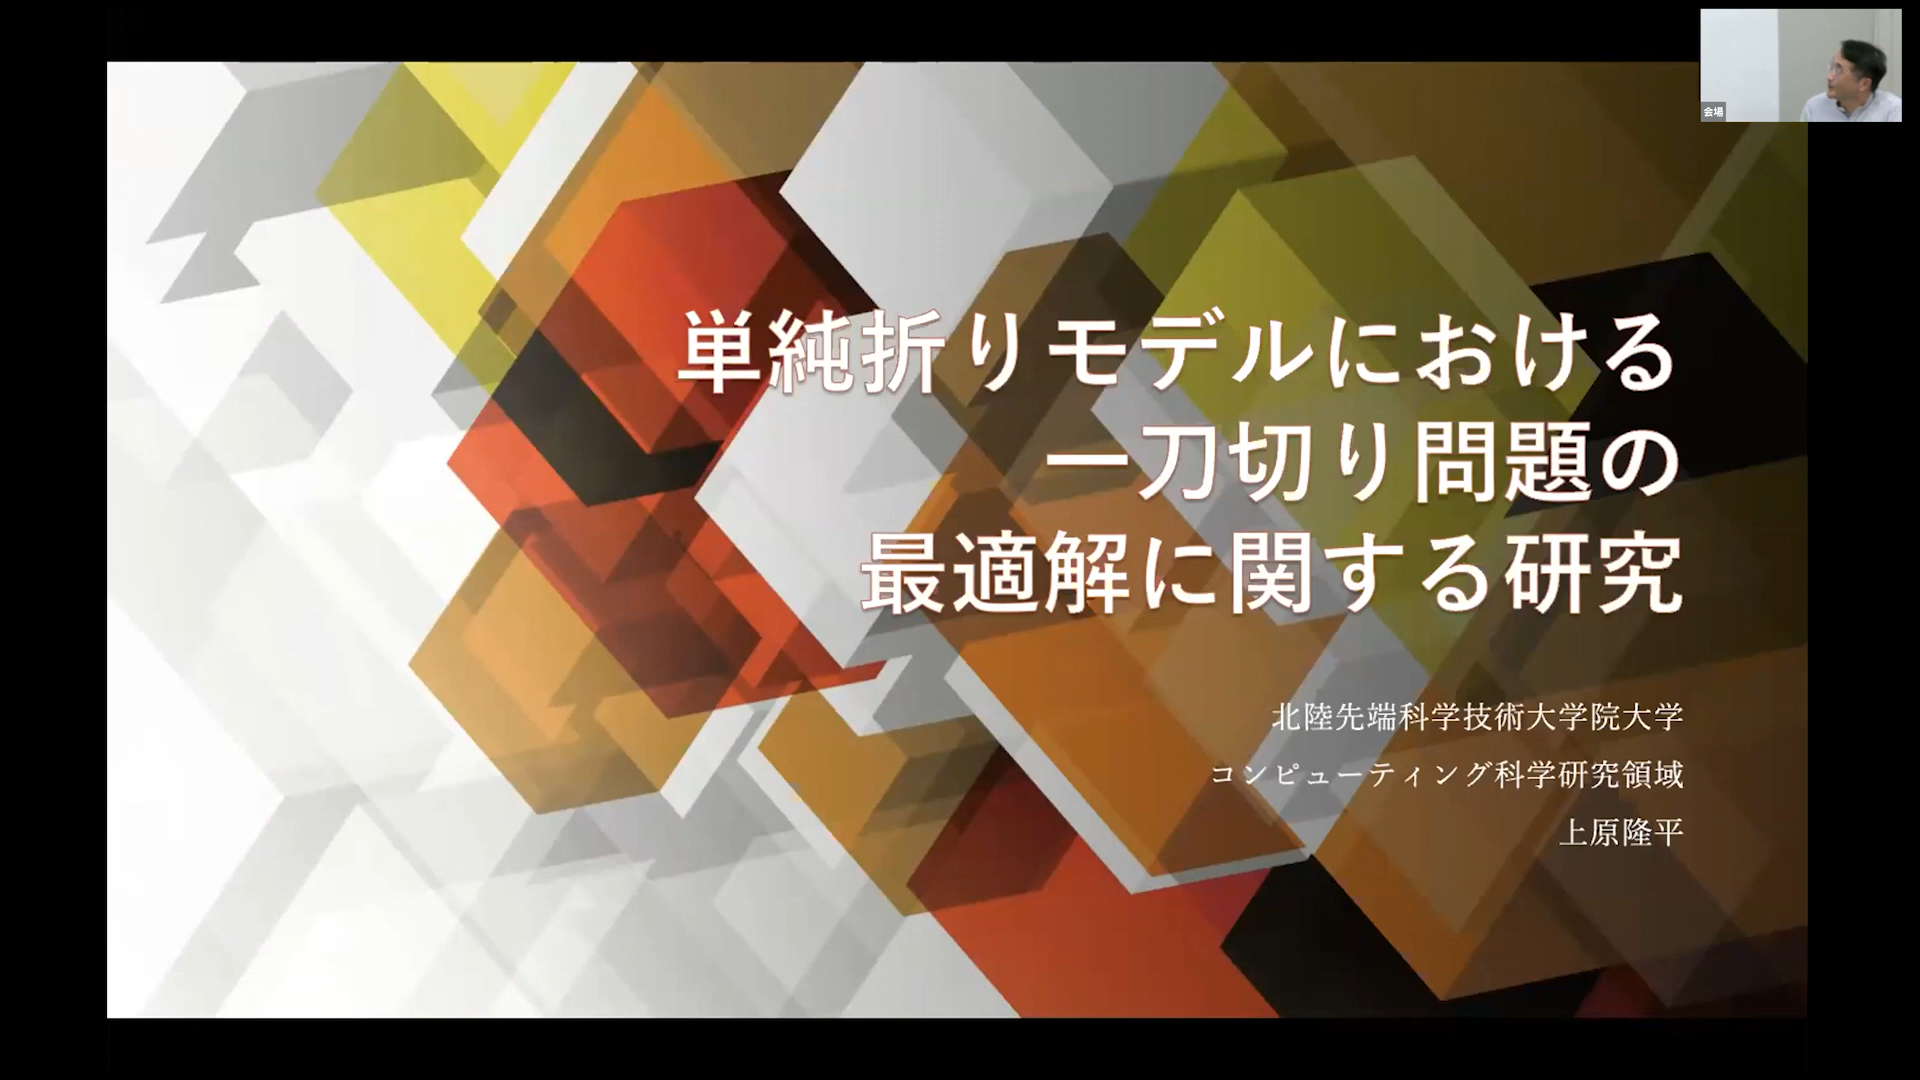 会場
単純折りモデルにおける
一刀切り問題の
最適解に関する研究
北陸先端科学技術大学院大学
コンピューティング科学研究領域
上原隆平